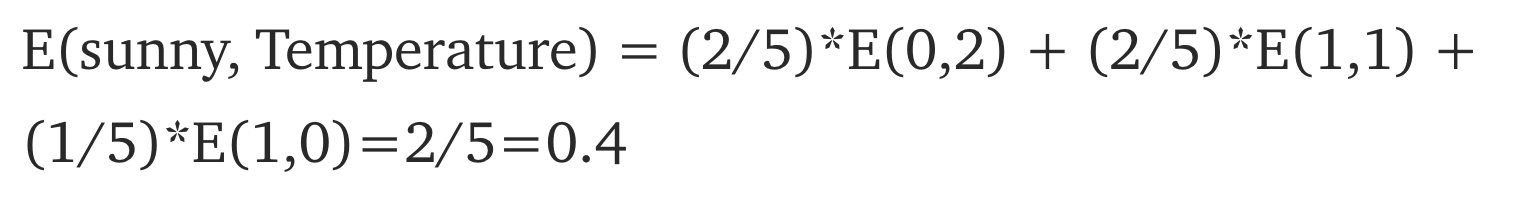 E(sunny, Temperature) = (2/5)*E(0,2) + (2/5)*E(1,1) +
(1/5)*E(1,0)=2/5=0.4